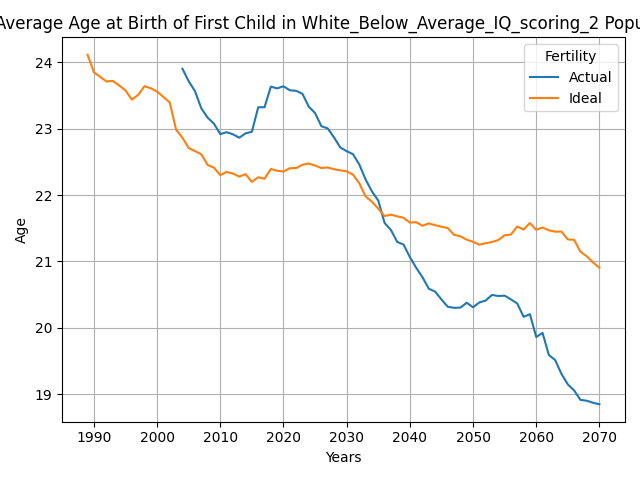 Average Age at Birth of First Child in White_Below_Average_IQ_scoring_2 Popu
Fertility
Actual
Ideal
Age
24
23
22
21
20
19
1990 2000 2010 2020 2030 2040 2050 2060 2070
Years